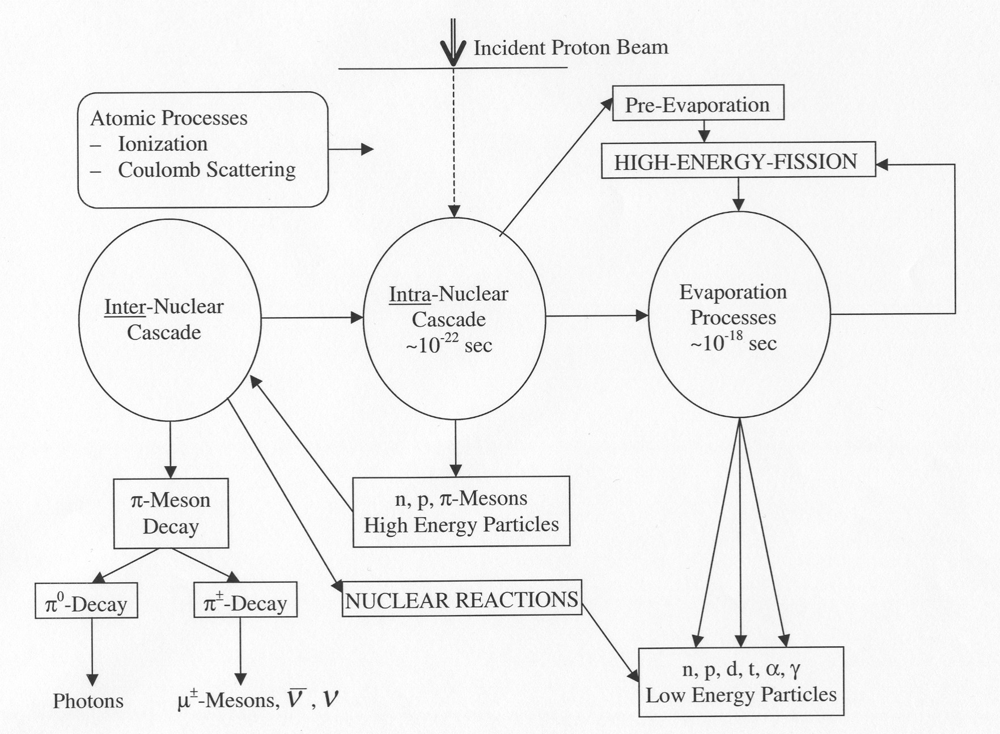 Incident Proton Beam
Atomic Processes
– Ionization
– Coulomb Scattering
Pre-Evaporation
HIGH-ENERGY-FISSION
Inter-Nuclear
Cascade
Intra-Nuclear
Cascade
~10⁻²² sec
Evaporation
Processes
~10⁻¹⁸ sec
π-Meson
Decay
n, p, π-Mesons
High Energy Particles
π⁰-Decay
π±-Decay
NUCLEAR REACTIONS
Photons
μ±-Mesons, ν̅ , ν
n, p, d, t, α, γ
Low Energy Particles